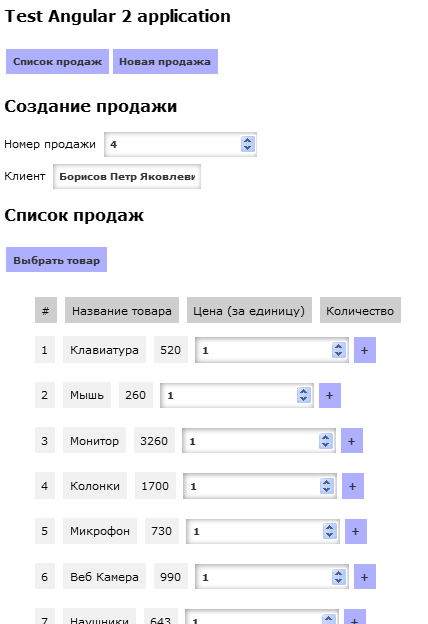 Test Angular 2 application
Список продаж Новая продажа
Создание продажи
Номер продажи 4
Клиент Борисов Петр Яковлеви
Список продаж
Выбрать товар
# Название товара Цена (за единицу) Количество
1 Клавиатура 520 1 +
2 Мышь 260 1 +
3 Монитор 3260 1 +
4 Колонки 1700 1 +
5 Микрофон 730 1 +
6 Веб Камера 990 1 +
7 Наушники 643 1 +